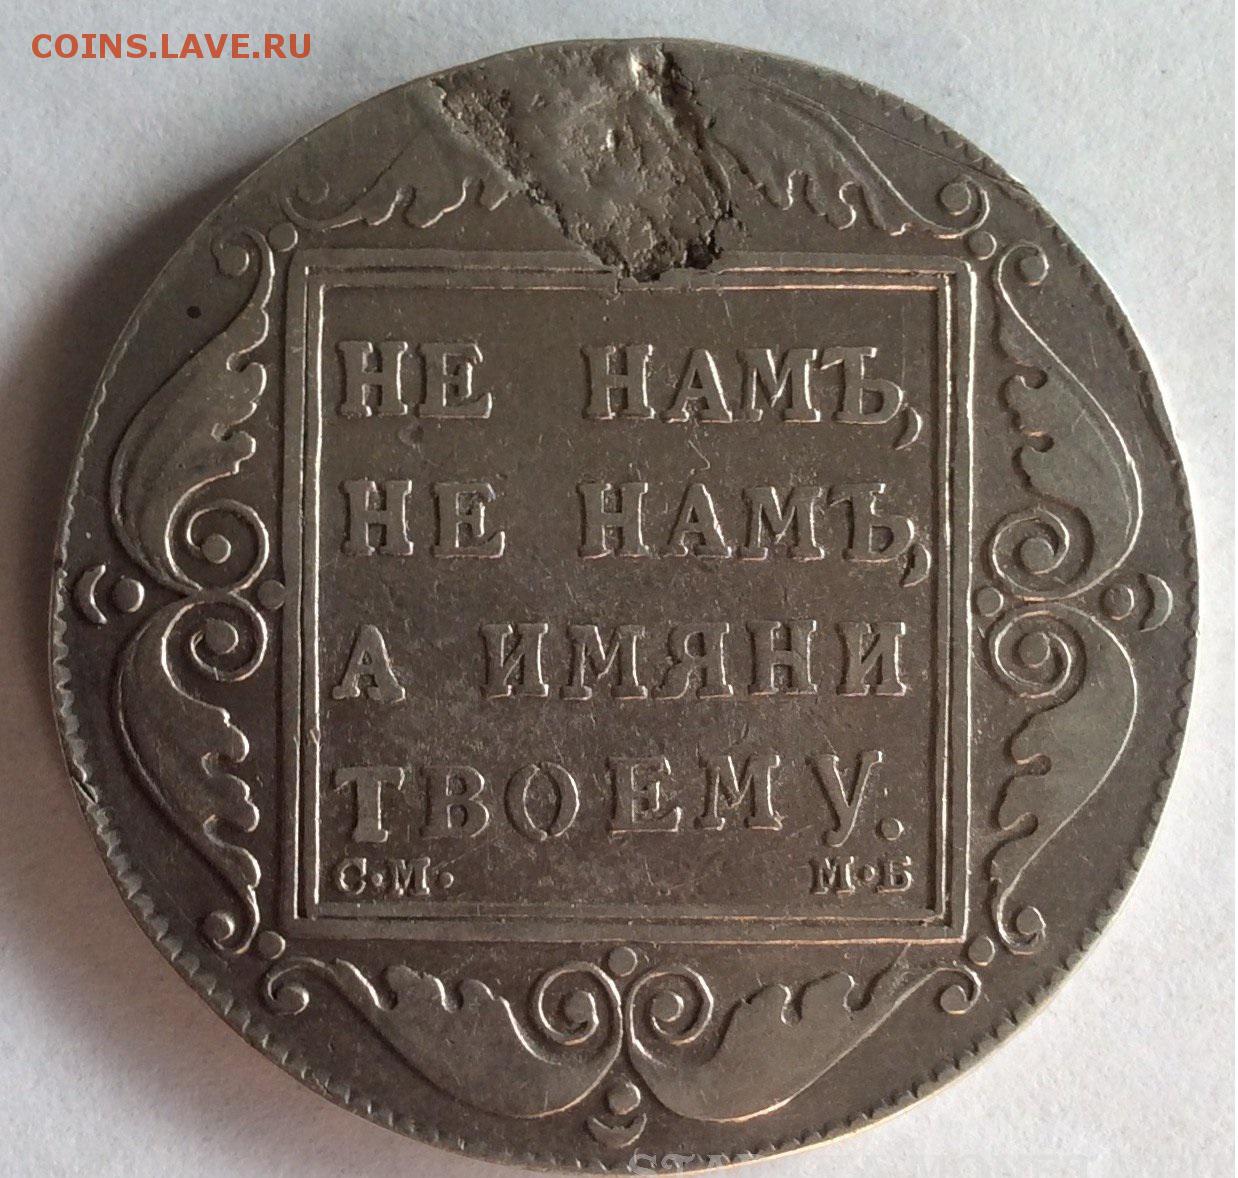 COINS.LAVE.RU
НЕ НАМЪ,
НЕ НАМЪ,
А ИМЯНИ
ТВОЕМУ.
С·М· М·Б